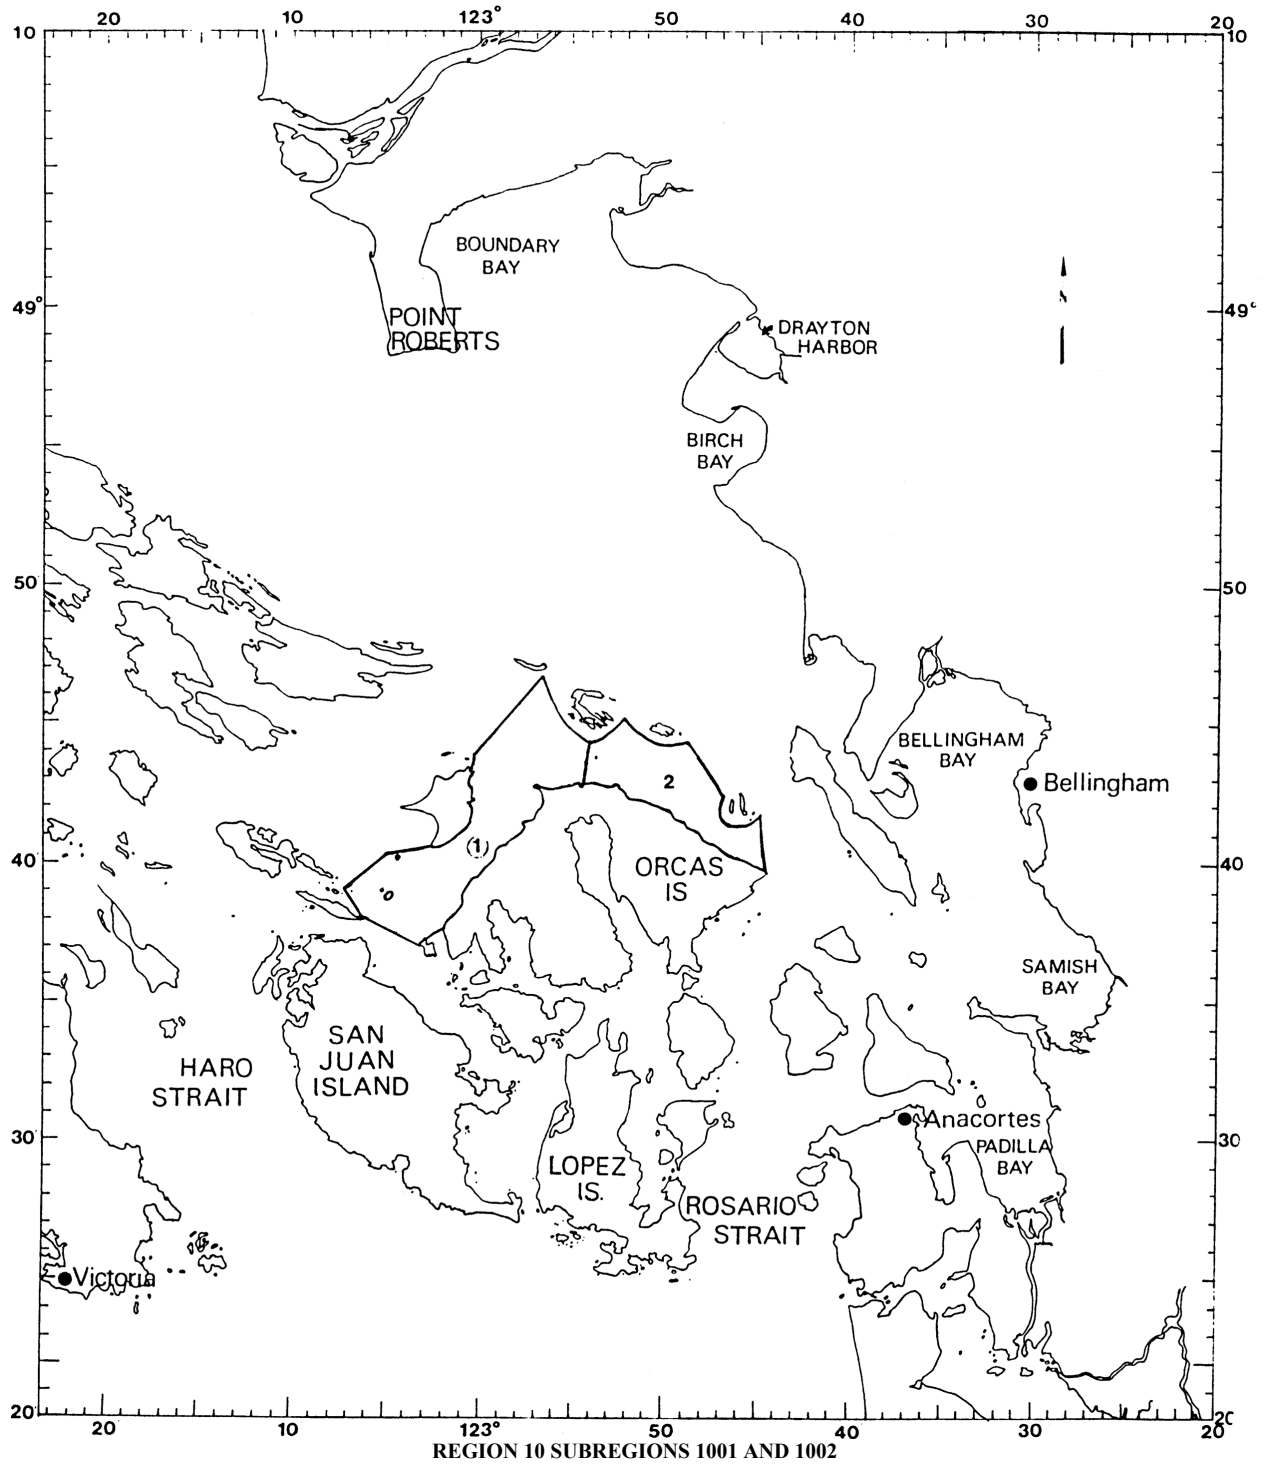 20 10 123° 50 40 30 20
10 10
BOUNDARY
BAY
49° 49°
POINT
ROBERTS
DRAYTON
HARBOR
BIRCH
BAY
50' 50
BELLINGHAM
BAY
2
Bellingham
1
40' 40
ORCAS
IS
SAMISH
BAY
SAN
JUAN
ISLAND
HARO
STRAIT
Anacortes
30' 30
PADILLA
BAY
LOPEZ
IS.
ROSARIO
STRAIT
Victoria
20' 20
20 10 123° 50 40 30 20
REGION 10 SUBREGIONS 1001 AND 1002